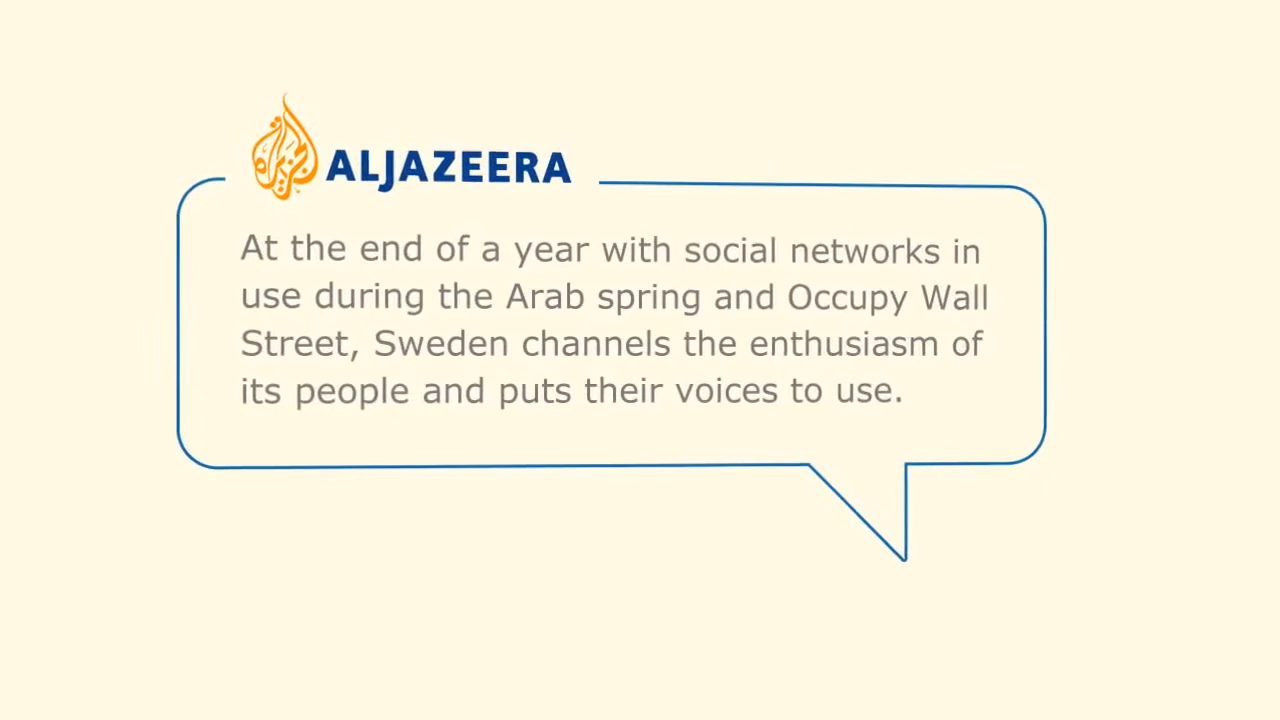 الجزيرة
ALJAZEERA
At the end of a year with social networks in
use during the Arab spring and Occupy Wall
Street, Sweden channels the enthusiasm of
its people and puts their voices to use.